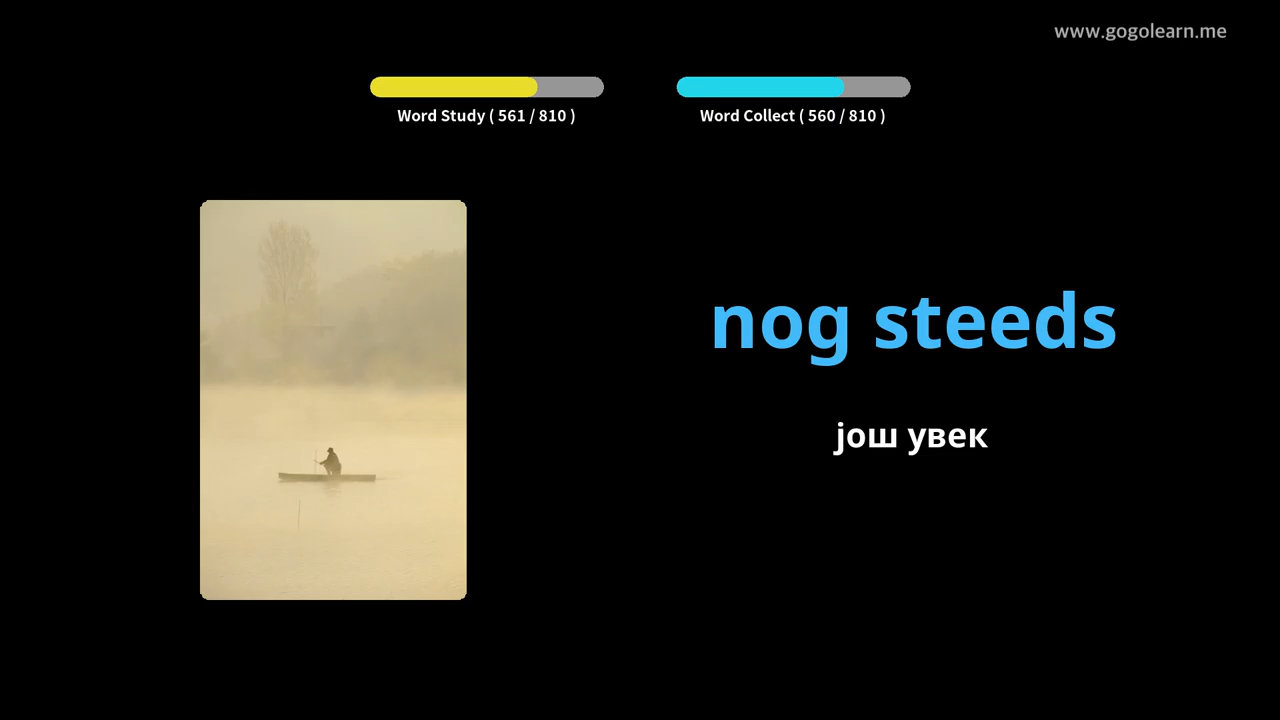 www.gogolearn.me
Word Study ( 561 / 810 )
Word Collect ( 560 / 810 )
nog steeds
још увек